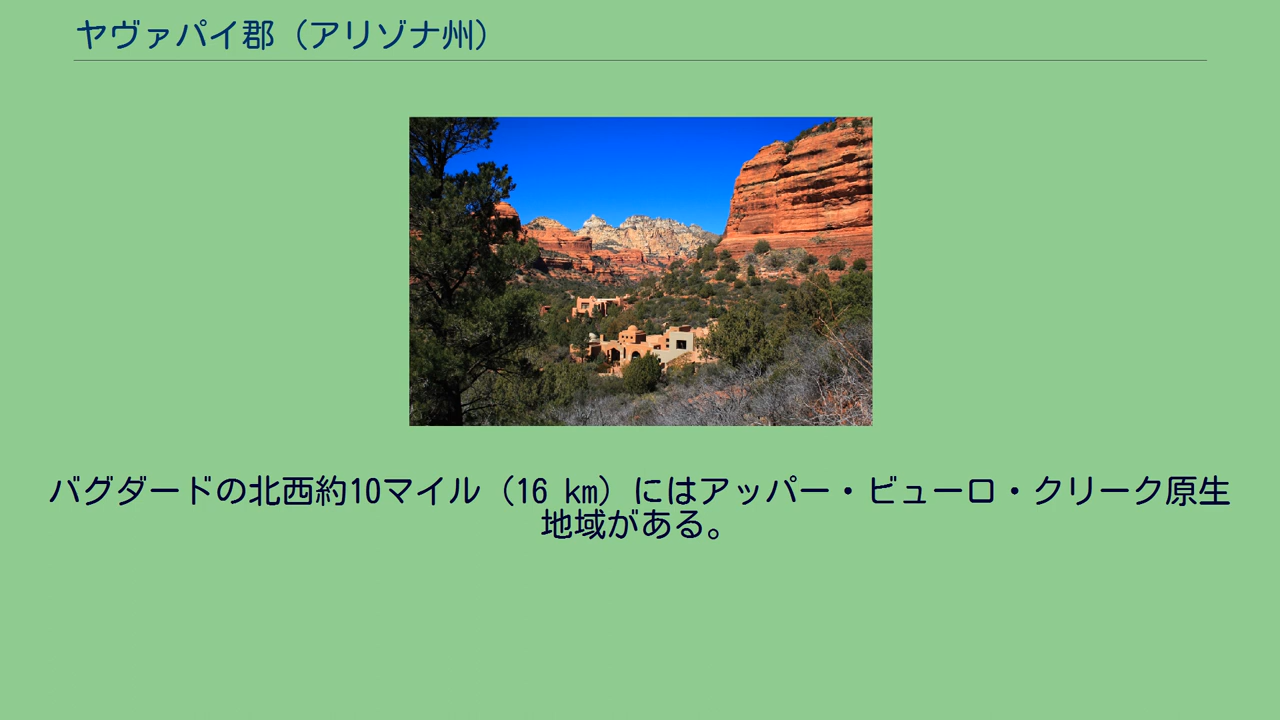 ヤヴァパイ郡（アリゾナ州）
バグダードの北西約10マイル（16 km）にはアッパー・ビューロ・クリーク原生
地域がある。